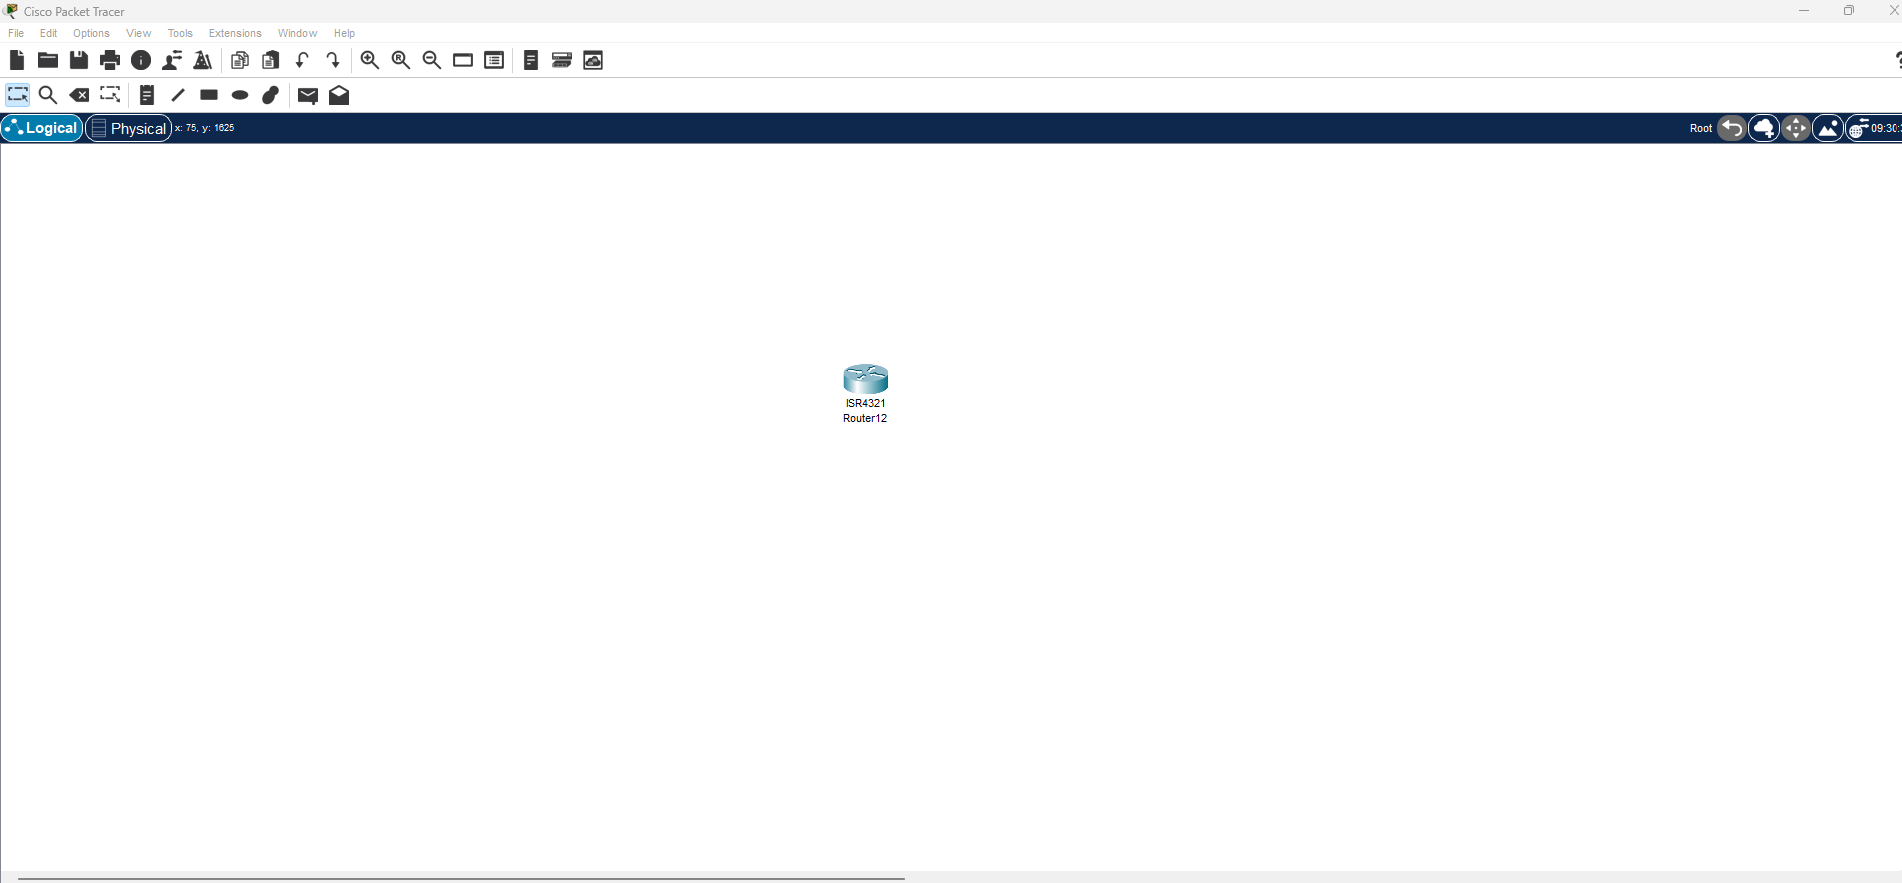 Cisco Packet Tracer
File Edit Options View Tools Extensions Window Help
Logical Physical x: 75, y: 1625 Root 09:30:
ISR4321
Router12